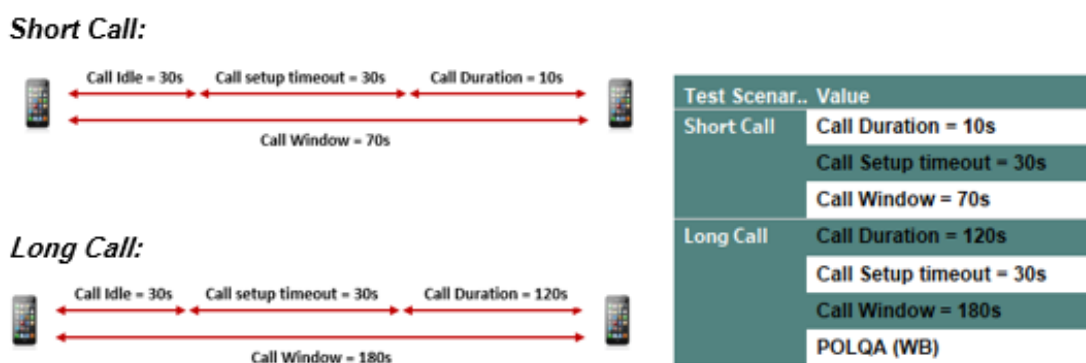 Short Call:
Call Idle = 30s
Call setup timeout = 30s
Call Duration = 10s
Call Window = 70s
Long Call:
Call Idle = 30s
Call setup timeout = 30s
Call Duration = 120s
Call Window = 180s
Test Scenar.. Value
Short Call Call Duration = 10s
Call Setup timeout = 30s
Call Window = 70s
Long Call Call Duration = 120s
Call Setup timeout = 30s
Call Window = 180s
POLQA (WB)